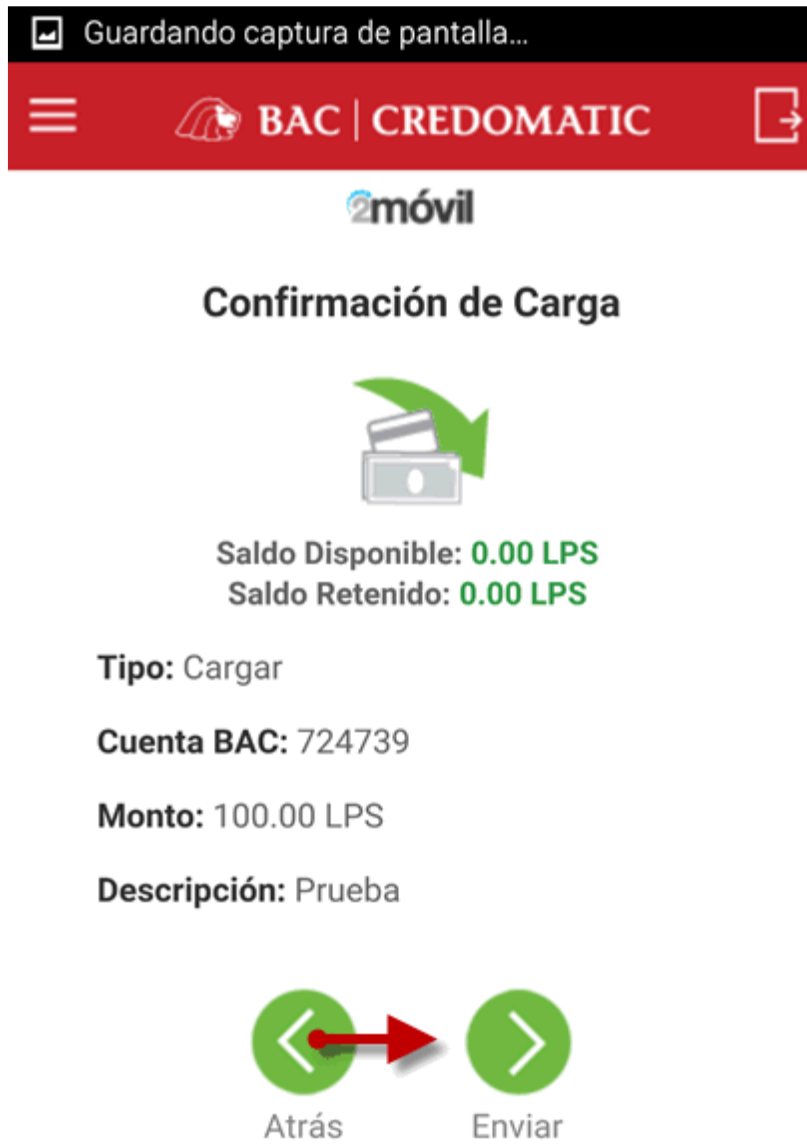 Guardando captura de pantalla...
BAC | CREDOMATIC
2móvil
Confirmación de Carga
Saldo Disponible: 0.00 LPS
Saldo Retenido: 0.00 LPS
Tipo: Cargar
Cuenta BAC: 724739
Monto: 100.00 LPS
Descripción: Prueba
Atrás Enviar